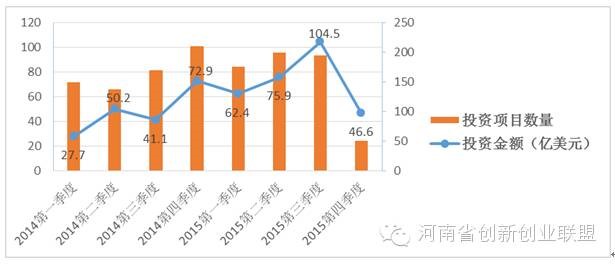 120
100
80
60
40
20
0
250
200
150
100
50
0
27.7
50.2
41.1
72.9
62.4
75.9
104.5
46.6
2014第一季度
2014第二季度
2014第三季度
2014第四季度
2015第一季度
2015第二季度
2015第三季度
2015第四季度
投资项目数量
投资金额（亿美元）
河南省创新创业联盟